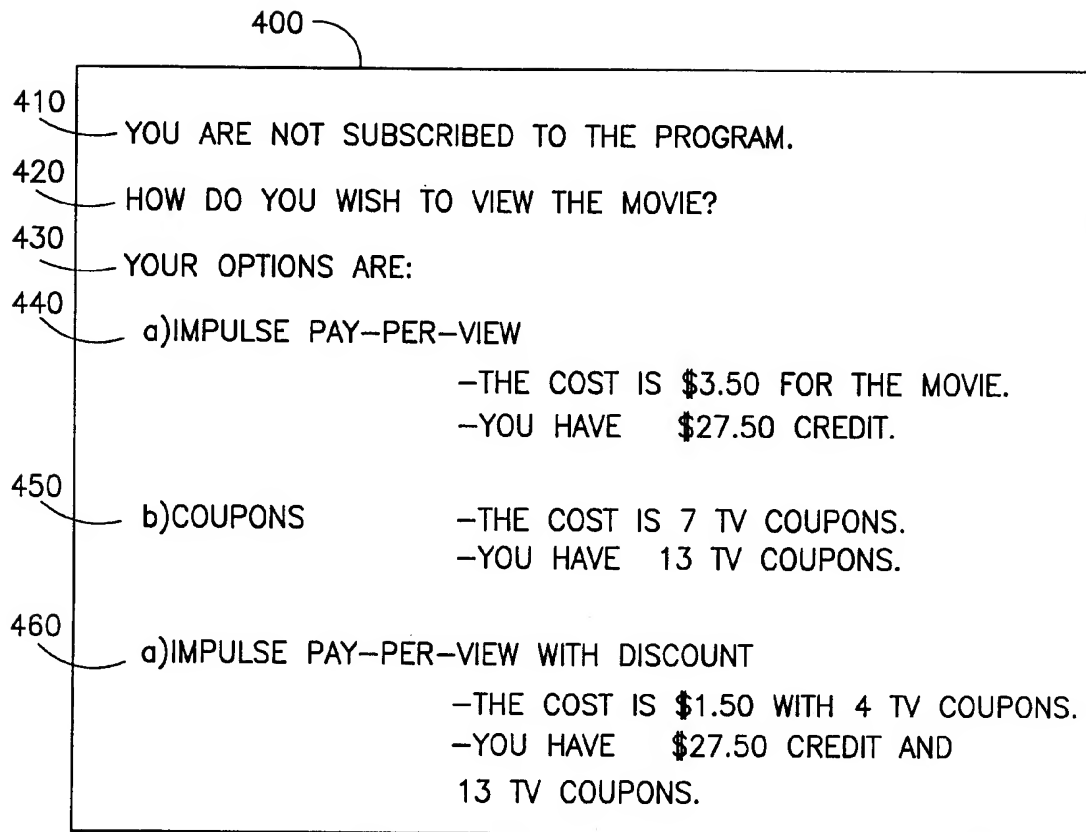 400
410
YOU ARE NOT SUBSCRIBED TO THE PROGRAM.
420
HOW DO YOU WISH TO VIEW THE MOVIE?
430
YOUR OPTIONS ARE:
440
a)IMPULSE PAY-PER-VIEW
-THE COST IS $3.50 FOR THE MOVIE.
-YOU HAVE $27.50 CREDIT.
450
b)COUPONS -THE COST IS 7 TV COUPONS.
-YOU HAVE 13 TV COUPONS.
460
a)IMPULSE PAY-PER-VIEW WITH DISCOUNT
-THE COST IS $1.50 WITH 4 TV COUPONS.
-YOU HAVE $27.50 CREDIT AND
13 TV COUPONS.